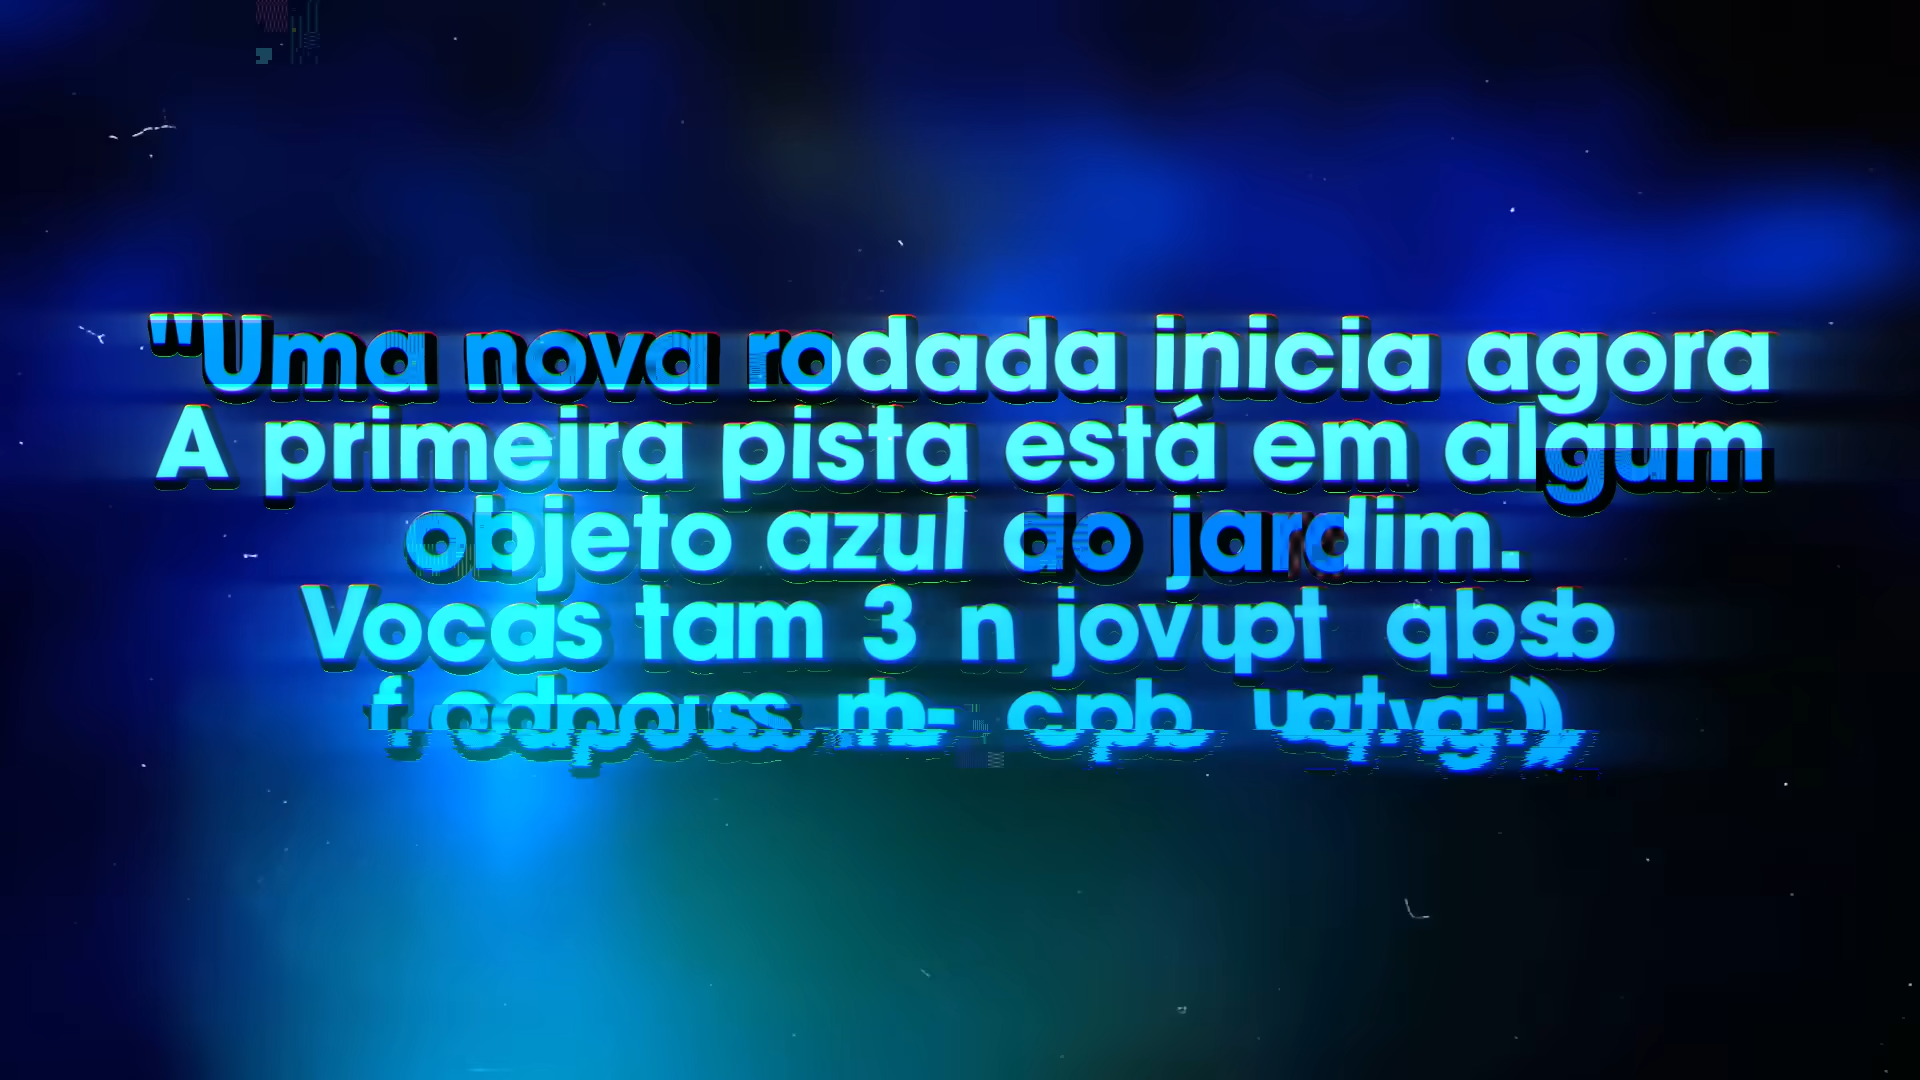 "Uma nova rodada inicia agora
A primeira pista está em algum
objeto azul do jardim.
Vocas tam 3 n jovupt qbsb